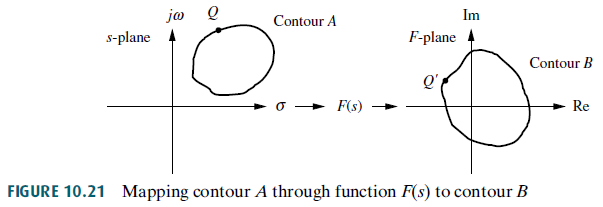 jω Q Contour A Im
s-plane F-plane
Contour B
Q'
σ F(s) Re
FIGURE 10.21 Mapping contour A through function F(s) to contour B